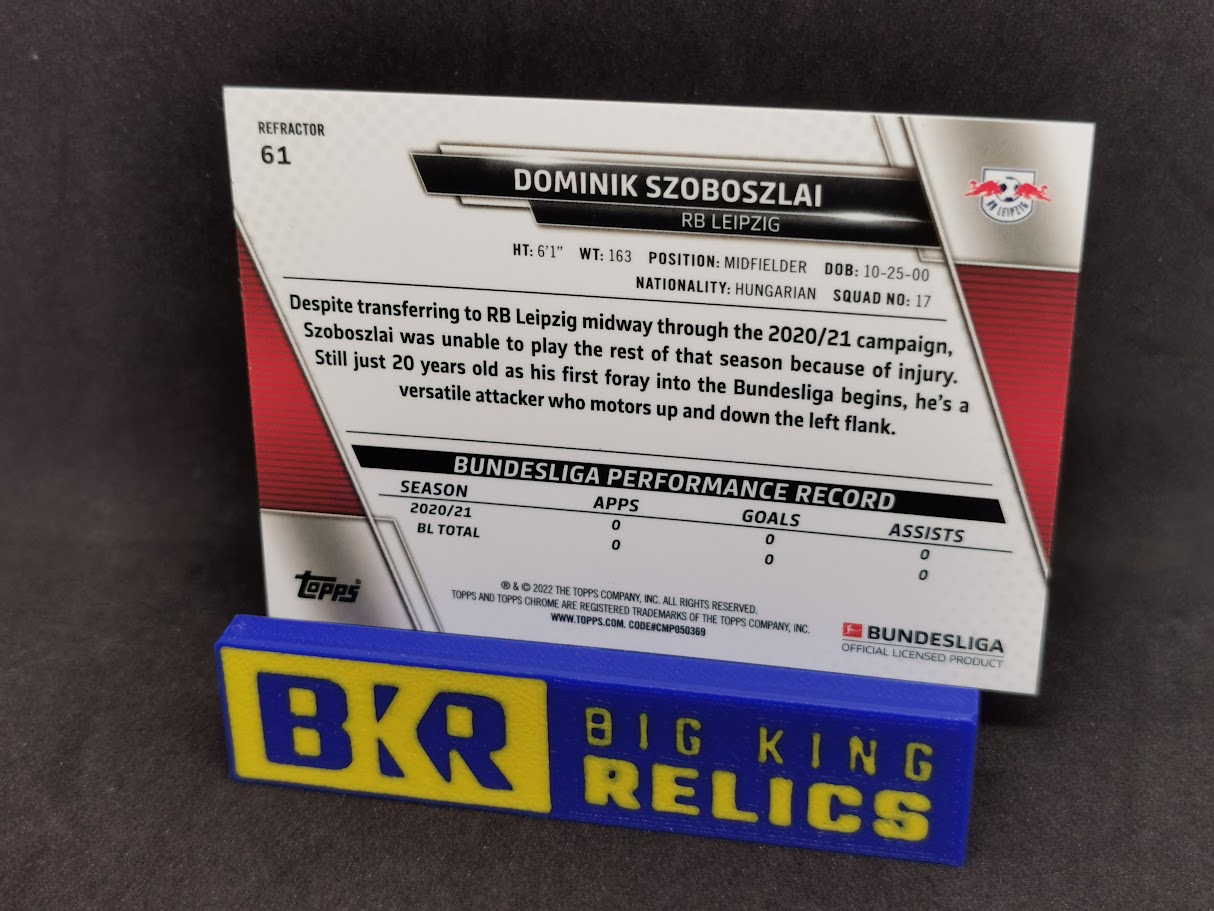 REFRACTOR
61
DOMINIK SZOBOSZLAI
RB LEIPZIG
RB LEIPZIG
HT: 6'1" WT: 163 POSITION: MIDFIELDER DOB: 10-25-00
NATIONALITY: HUNGARIAN SQUAD NO: 17
Despite transferring to RB Leipzig midway through the 2020/21 campaign,
Szoboszlai was unable to play the rest of that season because of injury.
Still just 20 years old as his first foray into the Bundesliga begins, he's a
versatile attacker who motors up and down the left flank.
BUNDESLIGA PERFORMANCE RECORD
SEASON APPS GOALS ASSISTS
2020/21 0 0 0
BL TOTAL 0 0 0
topps®
® & © 2022 THE TOPPS COMPANY, INC. ALL RIGHTS RESERVED.
TOPPS AND TOPPS CHROME ARE REGISTERED TRADEMARKS OF THE TOPPS COMPANY, INC.
WWW.TOPPS.COM. CODE#CMP050369
BUNDESLIGA
OFFICIAL LICENSED PRODUCT
BKR
BIG KING
RELICS